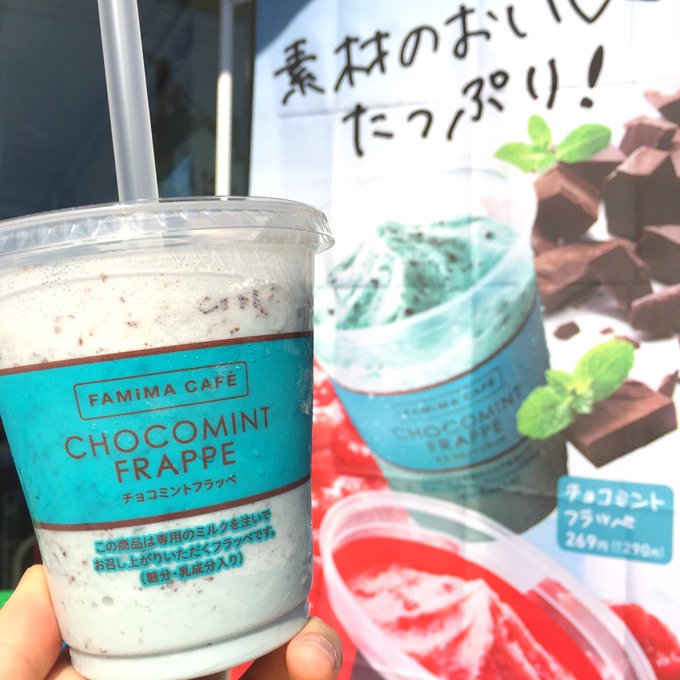 素材のおいし
たっぷり!
FAMIMA CAFÉ
CHOCOMINT
FRAPPE
チョコミントフラッペ
この商品は専用のミルクを注いで
お召し上がりいただくフラッペです。
(糖分・乳成分入り)
FAMIMA CAFÉ
CHOCOMINT
FRAPPE
チョコミント
フラッペ
269円(税込290円)